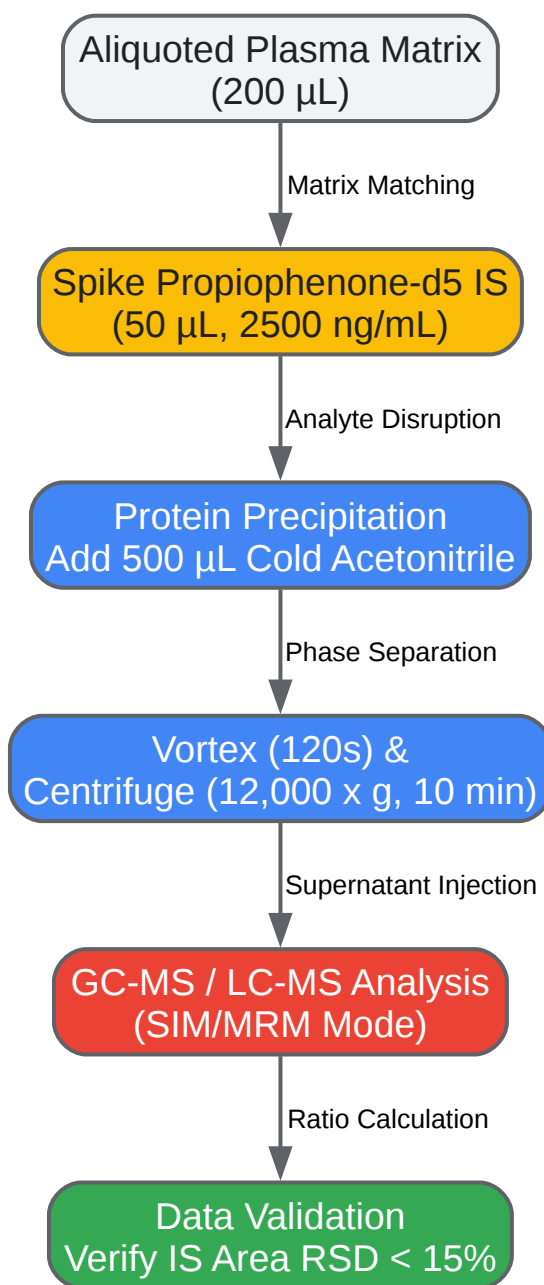 Aliquoted Plasma Matrix
(200 µL)
Matrix Matching
Spike Propiophenone-d5 IS
(50 µL, 2500 ng/mL)
Analyte Disruption
Protein Precipitation
Add 500 µL Cold Acetonitrile
Phase Separation
Vortex (120s) &
Centrifuge (12,000 x g, 10 min)
Supernatant Injection
GC-MS / LC-MS Analysis
(SIM/MRM Mode)
Ratio Calculation
Data Validation
Verify IS Area RSD < 15%